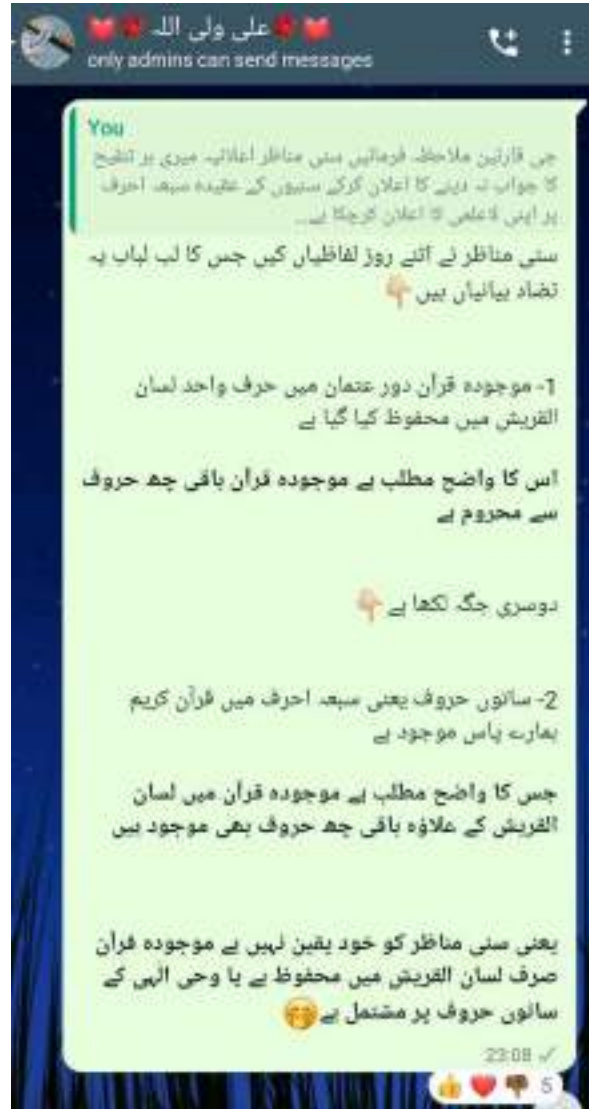 علی ولی اللہ
only admins can send messages
You
جی قارئین ملاحظہ فرمائیں سنی مناظر اعلانیہ میری ہر تنقیح
کا جواب نہ دینے کا اعلان کرکے سنیوں کے عقیدہ سبعہ احرف
پر اپنی لاعلمی کا اعلان کرچکا ہے...
سنی مناظر نے اتنے روز لفاظیاں کیں جس کا لب لباب یہ
تضاد بیانیاں ہیں 👇🏻
1- موجودہ قرآن دور عثمان میں حرف واحد لسان
القریش میں محفوظ کیا گیا ہے
اس کا واضح مطلب ہے موجودہ قرآن باقی چھ حروف
سے محروم ہے
دوسری جگہ لکھا ہے 👇🏻
2- ساتوں حروف یعنی سبعہ احرف میں قرآن کریم
ہمارے پاس موجود ہے
جس کا واضح مطلب ہے موجودہ قرآن میں لسان
القریش کے علاؤہ باقی چھ حروف بھی موجود ہیں
یعنی سنی مناظر کو خود یقین نہیں ہے موجودہ قرآن
صرف لسان القریش میں محفوظ ہے یا وحی الٰہی کے
ساتوں حروف پر مشتمل ہے 🤭
23:08
5